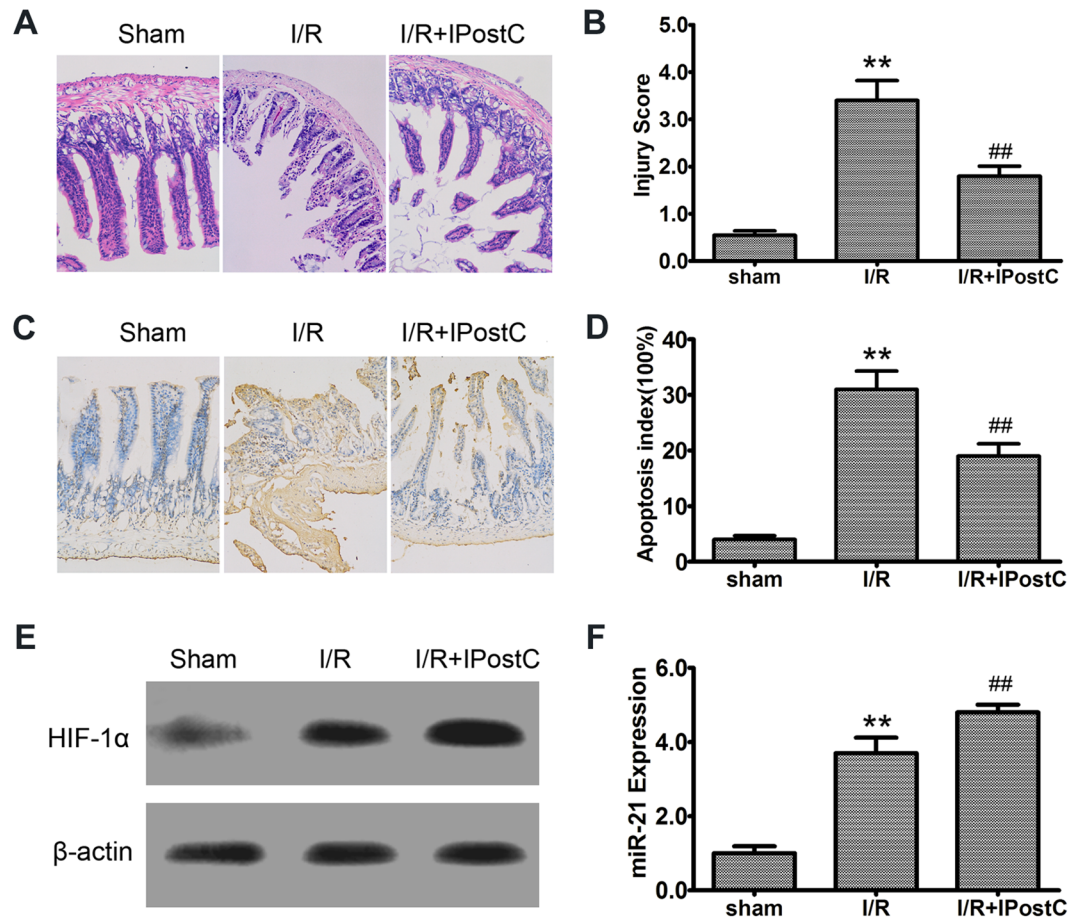 A
Sham
I/R
I/R+IPostC
B
Injury Score
5.0
4.0
3.0
2.0
1.0
0.0
**
##
sham
I/R
I/R+IPostC
C
Sham
I/R
I/R+IPostC
D
Apoptosis index(100%)
40
30
20
10
0
**
##
sham
I/R
I/R+IPostC
E
Sham
I/R
I/R+IPostC
HIF-1α
β-actin
F
miR-21 Expression
6.0
4.0
2.0
0.0
**
##
sham
I/R
I/R+IPostC